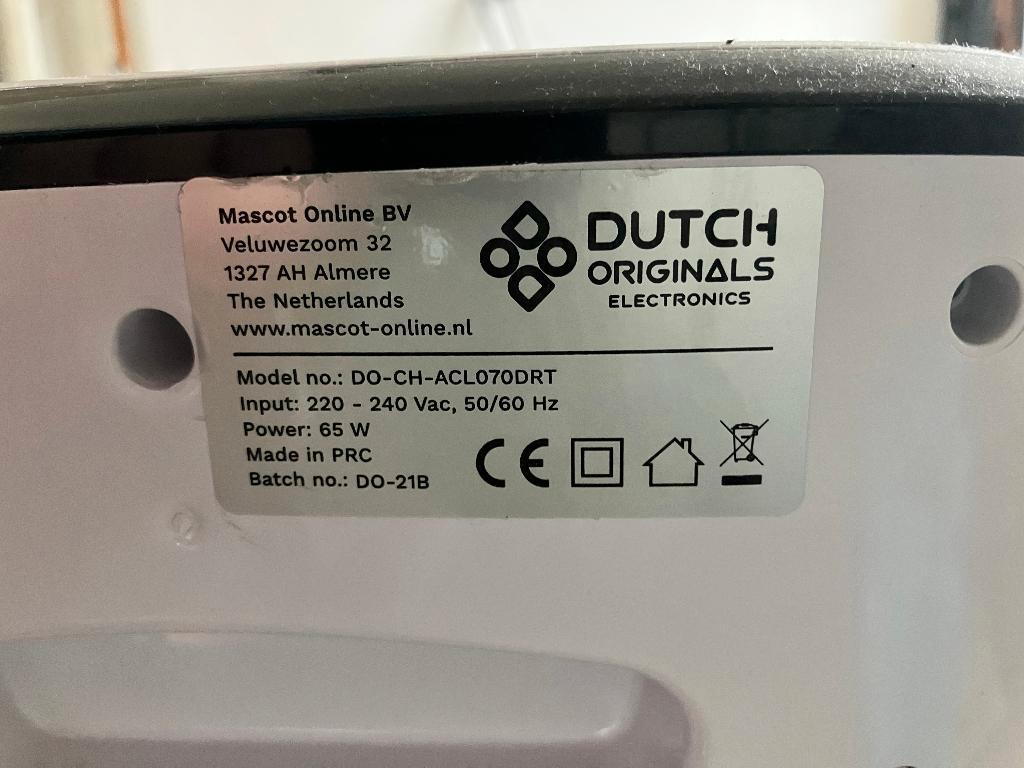 Mascot Online BV
Veluwezoom 32
1327 AH Almere
The Netherlands
www.mascot-online.nl
DUTCH
ORIGINALS
ELECTRONICS
Model no.: DO-CH-ACL070DRT
Input: 220 - 240 Vac, 50/60 Hz
Power: 65 W
Made in PRC
Batch no.: DO-21B
CE